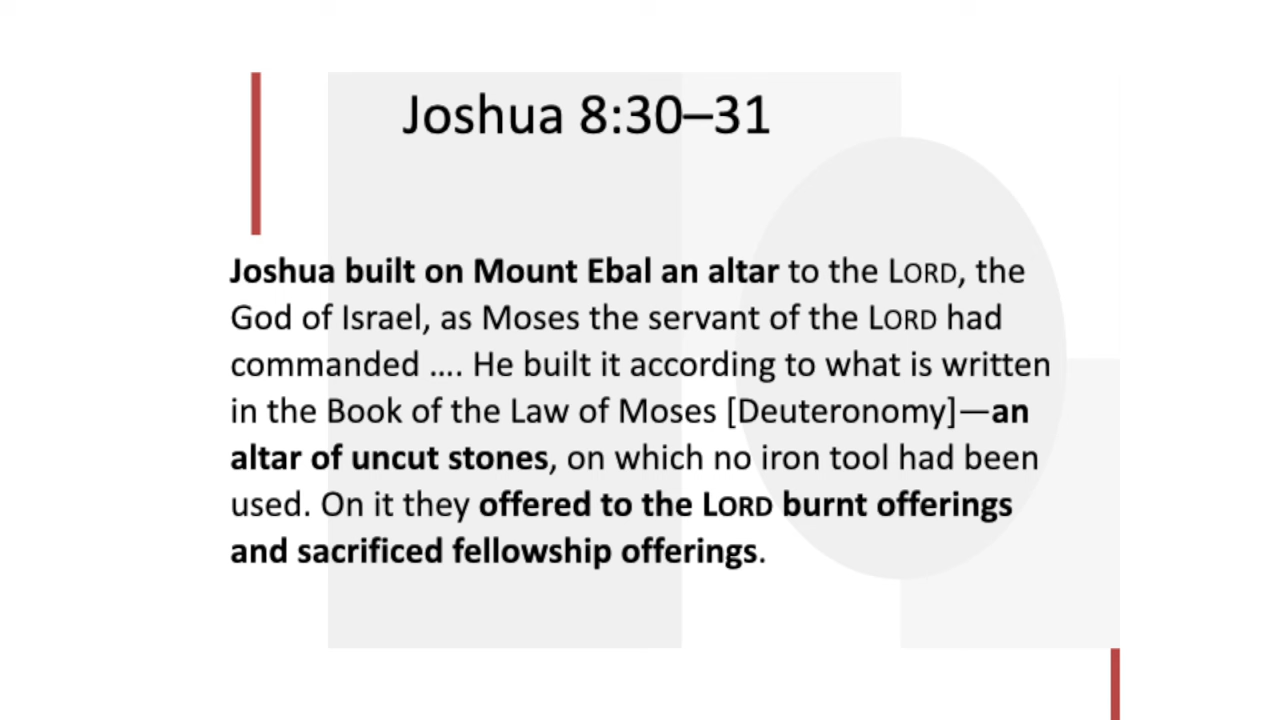 Joshua 8:30–31
Joshua built on Mount Ebal an altar to the LORD, the
God of Israel, as Moses the servant of the LORD had
commanded …. He built it according to what is written
in the Book of the Law of Moses [Deuteronomy]—an
altar of uncut stones, on which no iron tool had been
used. On it they offered to the LORD burnt offerings
and sacrificed fellowship offerings.